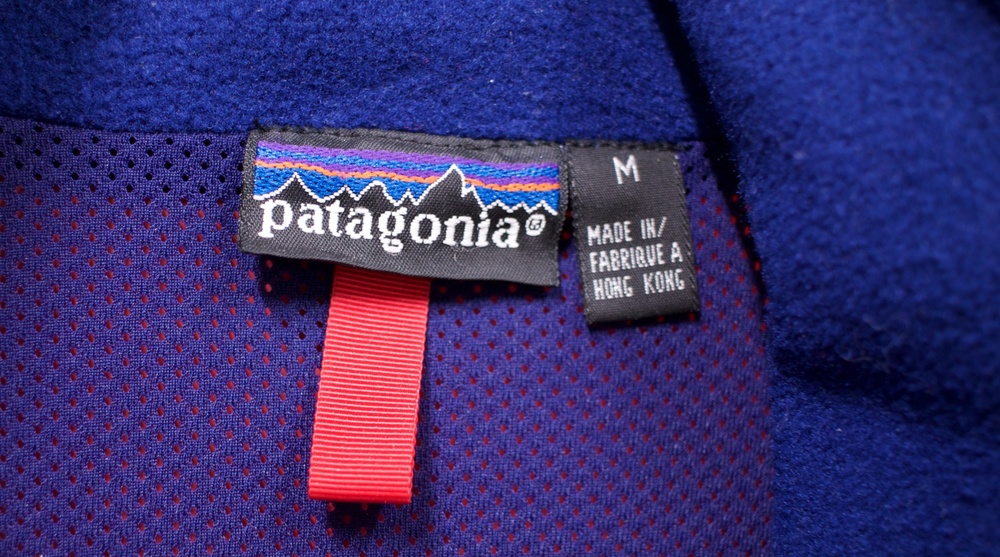 patagonia®
M
MADE IN/
FABRIQUE A
HONG KONG